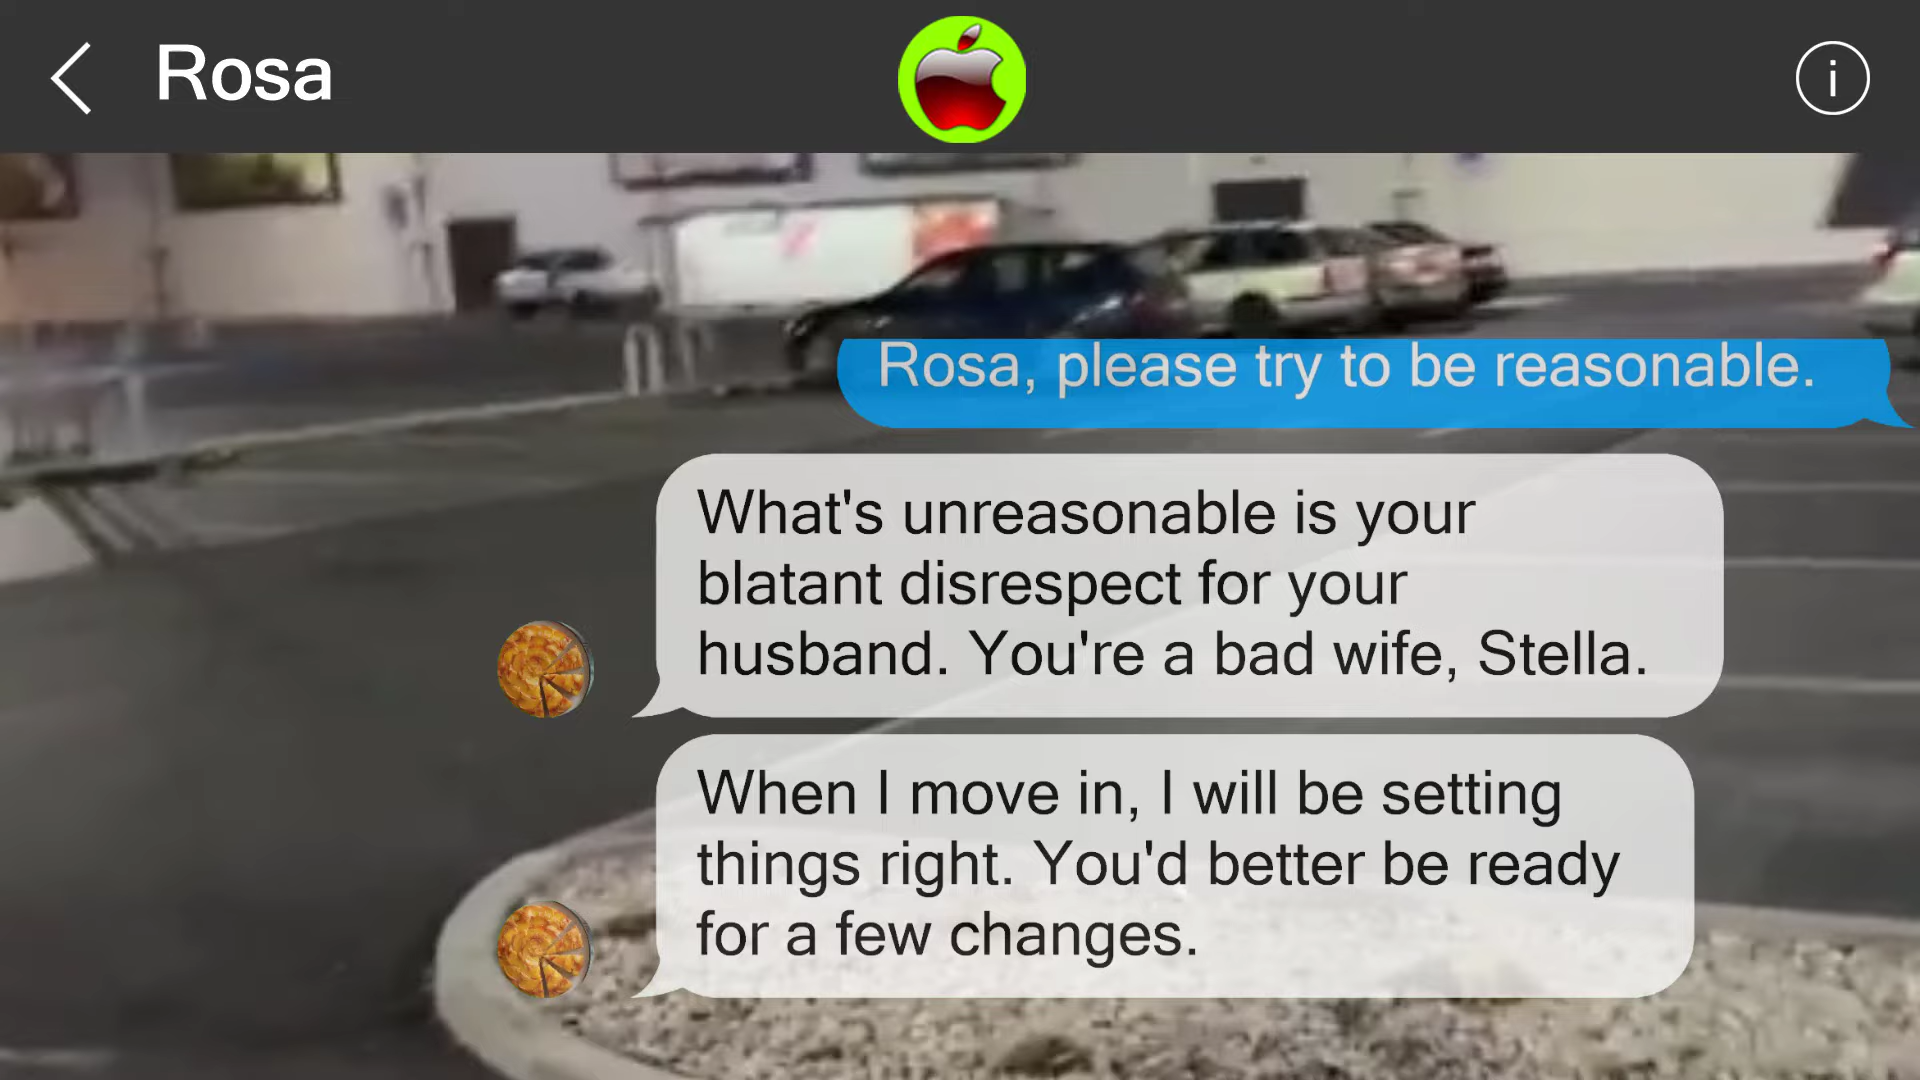 Rosa
Rosa, please try to be reasonable.
What's unreasonable is your
blatant disrespect for your
husband. You're a bad wife, Stella.
When I move in, I will be setting
things right. You'd better be ready
for a few changes.